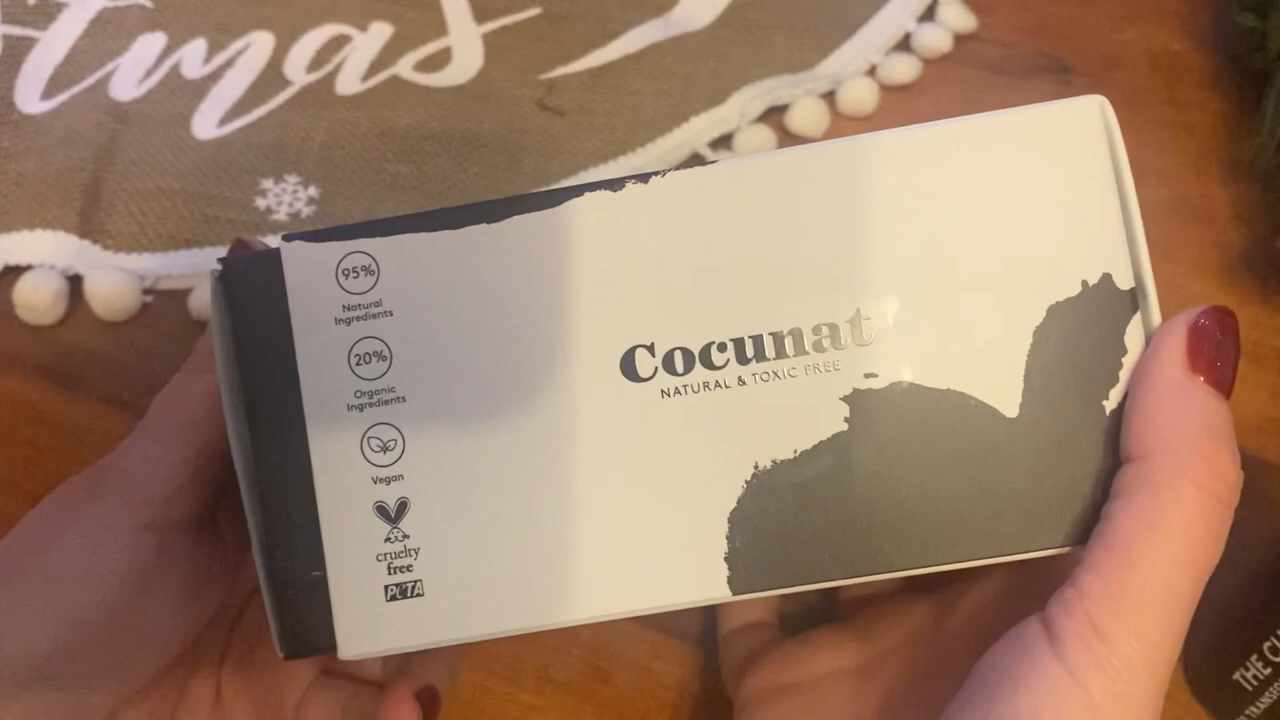 tmas
95%
Natural
Ingredients
20%
Organic
Ingredients
Vegan
cruelty
free
PETA
Cocunat
NATURAL & TOXIC FREE
THE